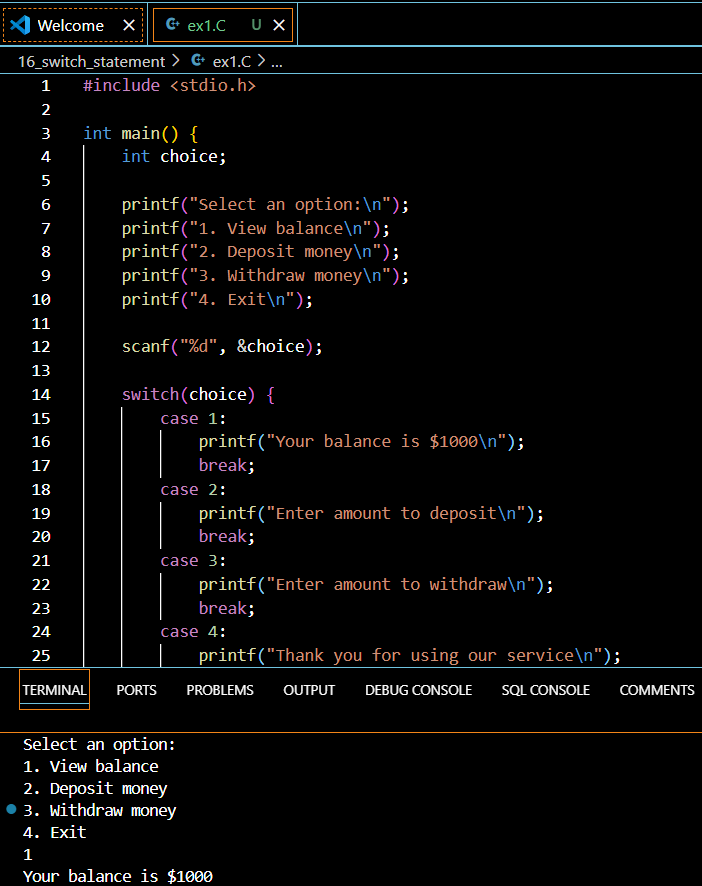 Welcome
ex1.C U
16_switch_statement > ex1.C > ...
1 #include <stdio.h>
2
3 int main() {
4 int choice;
5
6 printf("Select an option:\n");
7 printf("1. View balance\n");
8 printf("2. Deposit money\n");
9 printf("3. Withdraw money\n");
10 printf("4. Exit\n");
11
12 scanf("%d", &choice);
13
14 switch(choice) {
15 case 1:
16 printf("Your balance is $1000\n");
17 break;
18 case 2:
19 printf("Enter amount to deposit\n");
20 break;
21 case 3:
22 printf("Enter amount to withdraw\n");
23 break;
24 case 4:
25 printf("Thank you for using our service\n");
TERMINAL PORTS PROBLEMS OUTPUT DEBUG CONSOLE SQL CONSOLE COMMENTS
Select an option:
1. View balance
2. Deposit money
3. Withdraw money
4. Exit
1
Your balance is $1000